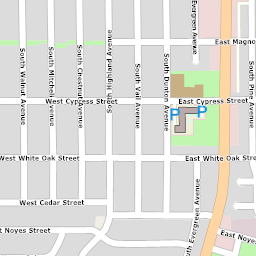 Evergreen Avenue
East Magno
South Walnut Avenue
South Mitchell Avenue
South Chestnut Avenue
South Highland Avenue
South Vail Avenue
South Dunton Avenue
South Pine Avenue
West Cypress Street
East Cypress Street
P
P
West White Oak Street
East White Oak Street
West Cedar Street
South Evergreen Avenue
East Noyes Street
East Noyes